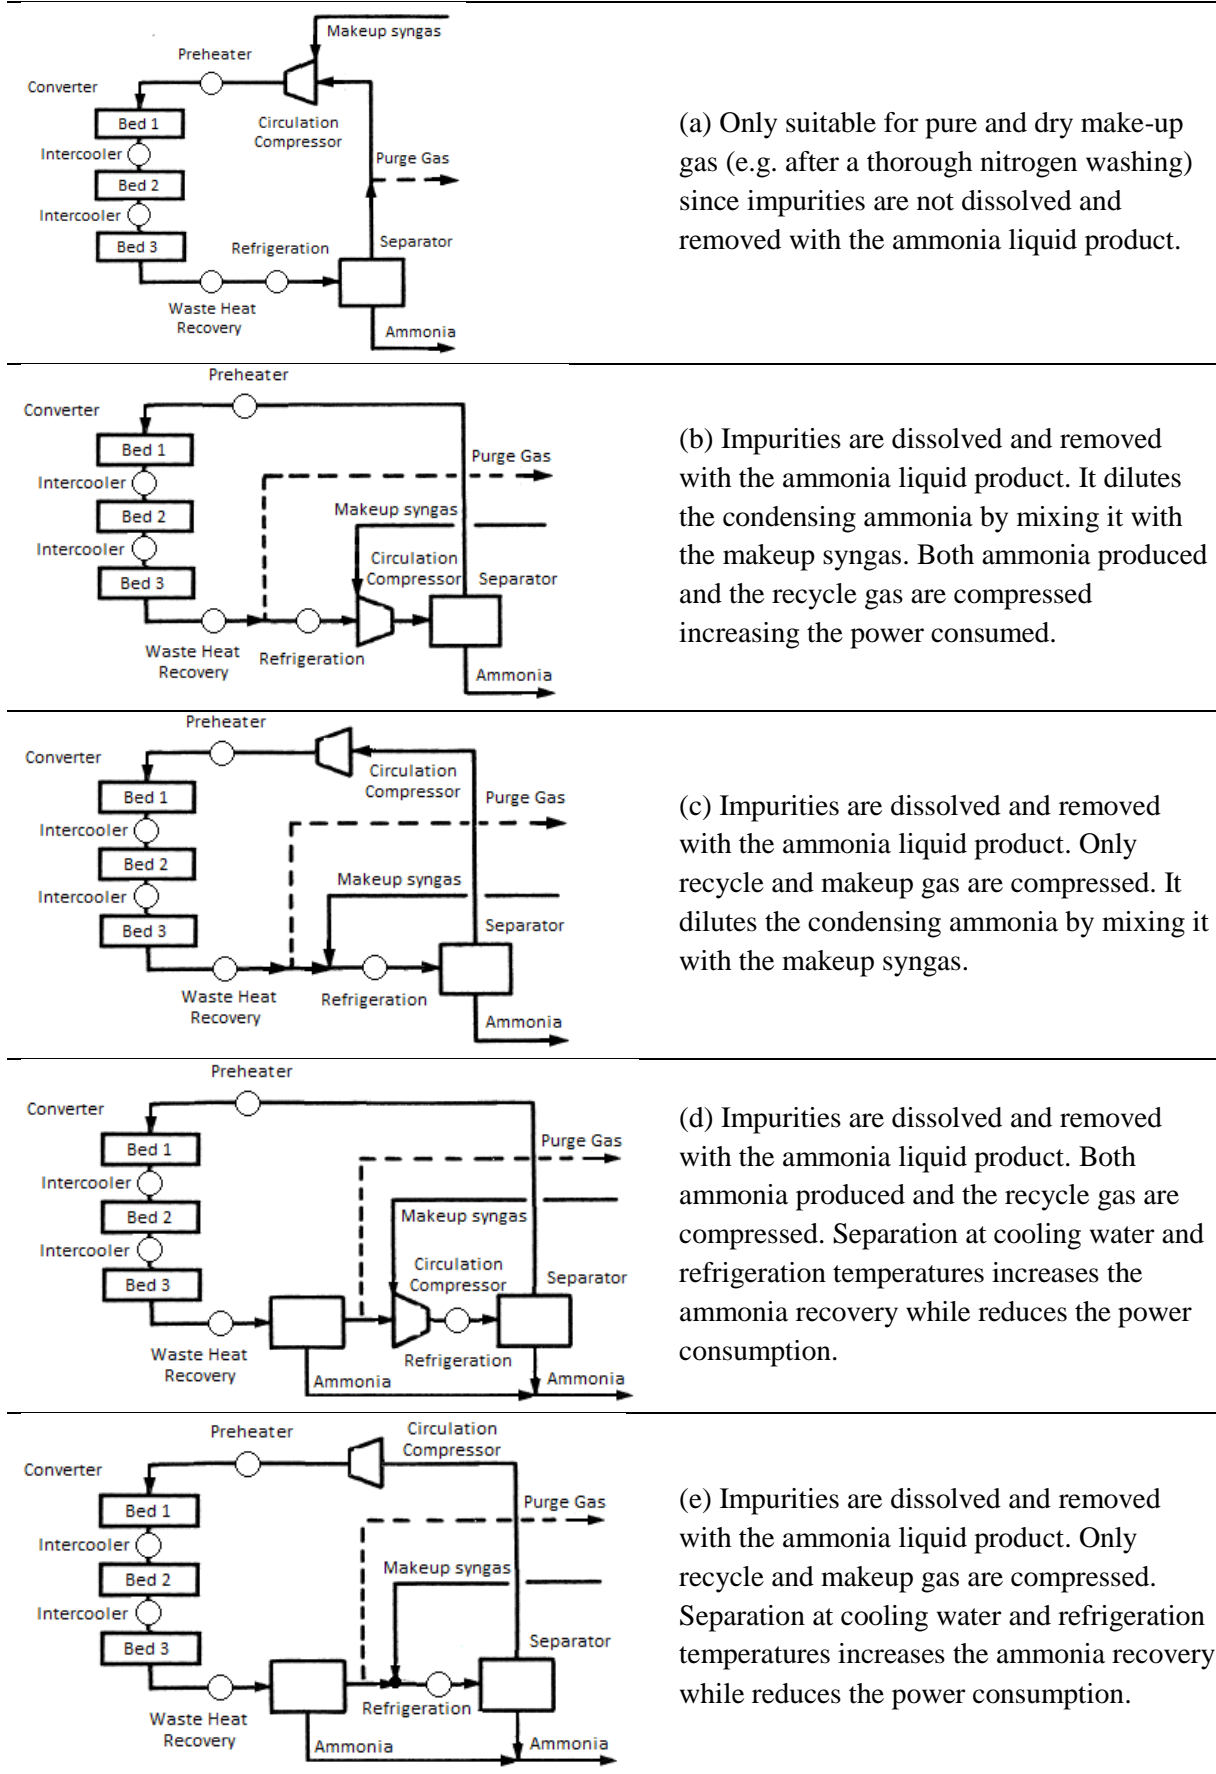 Makeup syngas
Preheater
Converter
Bed 1
Circulation
Compressor
Intercooler
Purge Gas
Bed 2
Intercooler
Bed 3
Refrigeration
Separator
Waste Heat
Recovery
Ammonia
(a) Only suitable for pure and dry make-up
gas (e.g. after a thorough nitrogen washing)
since impurities are not dissolved and
removed with the ammonia liquid product.
Preheater
Converter
Bed 1
Purge Gas
Intercooler
Makeup syngas
Bed 2
Intercooler
Circulation
Compressor
Separator
Bed 3
Waste Heat
Recovery
Refrigeration
Ammonia
(b) Impurities are dissolved and removed
with the ammonia liquid product. It dilutes
the condensing ammonia by mixing it with
the makeup syngas. Both ammonia produced
and the recycle gas are compressed
increasing the power consumed.
Preheater
Converter
Circulation
Compressor
Bed 1
Purge Gas
Intercooler
Bed 2
Makeup syngas
Intercooler
Bed 3
Separator
Waste Heat
Recovery
Refrigeration
Ammonia
(c) Impurities are dissolved and removed
with the ammonia liquid product. Only
recycle and makeup gas are compressed. It
dilutes the condensing ammonia by mixing it
with the makeup syngas.
Preheater
Converter
Bed 1
Purge Gas
Intercooler
Bed 2
Makeup syngas
Intercooler
Circulation
Compressor
Separator
Bed 3
Waste Heat
Recovery
Refrigeration
Ammonia
Ammonia
(d) Impurities are dissolved and removed
with the ammonia liquid product. Both
ammonia produced and the recycle gas are
compressed. Separation at cooling water and
refrigeration temperatures increases the
ammonia recovery while reduces the power
consumption.
Preheater
Circulation
Compressor
Converter
Bed 1
Purge Gas
Intercooler
Makeup syngas
Bed 2
Intercooler
Bed 3
Separator
Refrigeration
Waste Heat
Recovery
Ammonia
Ammonia
(e) Impurities are dissolved and removed
with the ammonia liquid product. Only
recycle and makeup gas are compressed.
Separation at cooling water and refrigeration
temperatures increases the ammonia recovery
while reduces the power consumption.